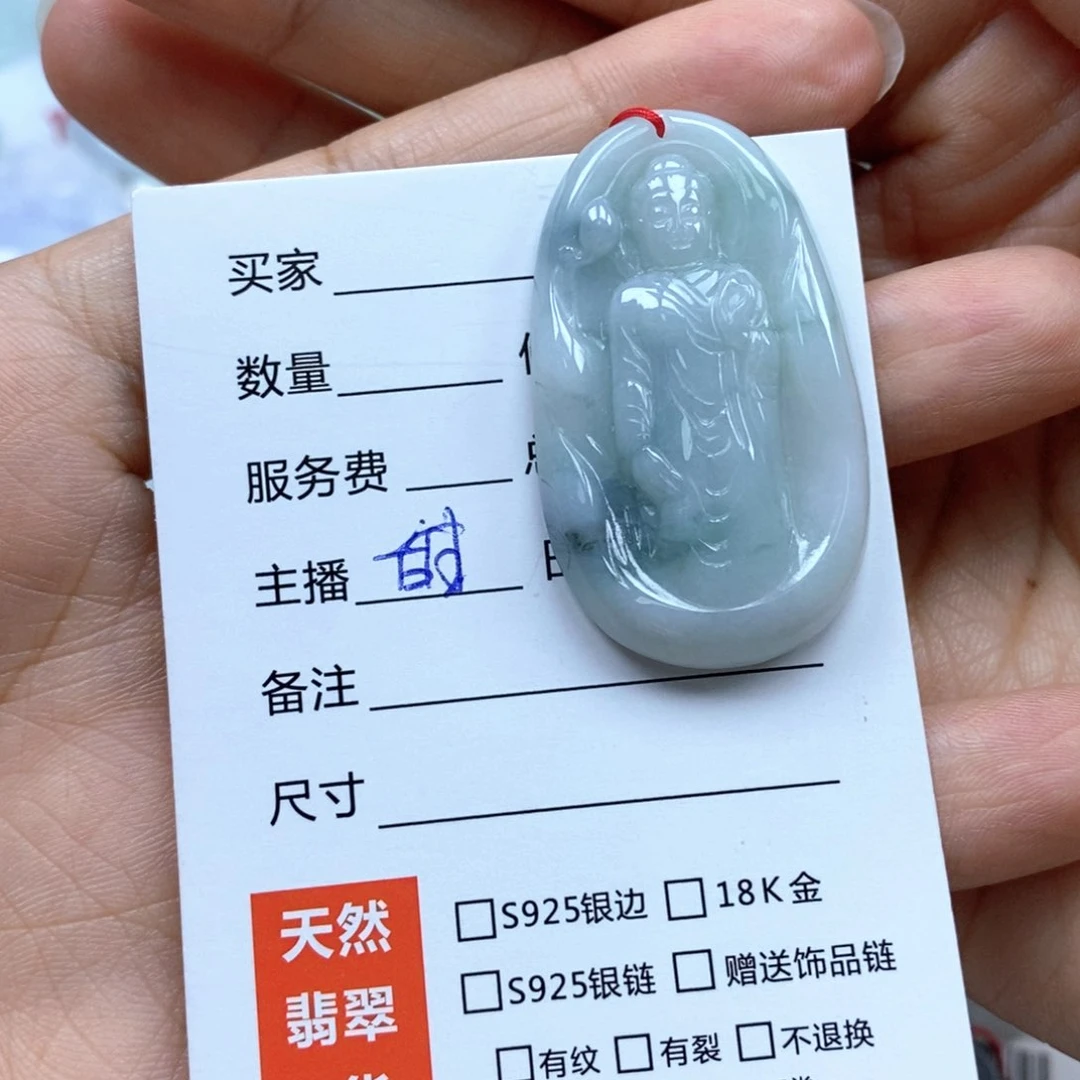 买家
数量
服务费
主播
备注
尺寸
天然
翡翠
□S925银边 □18K金
□S925银链 □赠送饰品链
□有纹 □有裂 □不退换